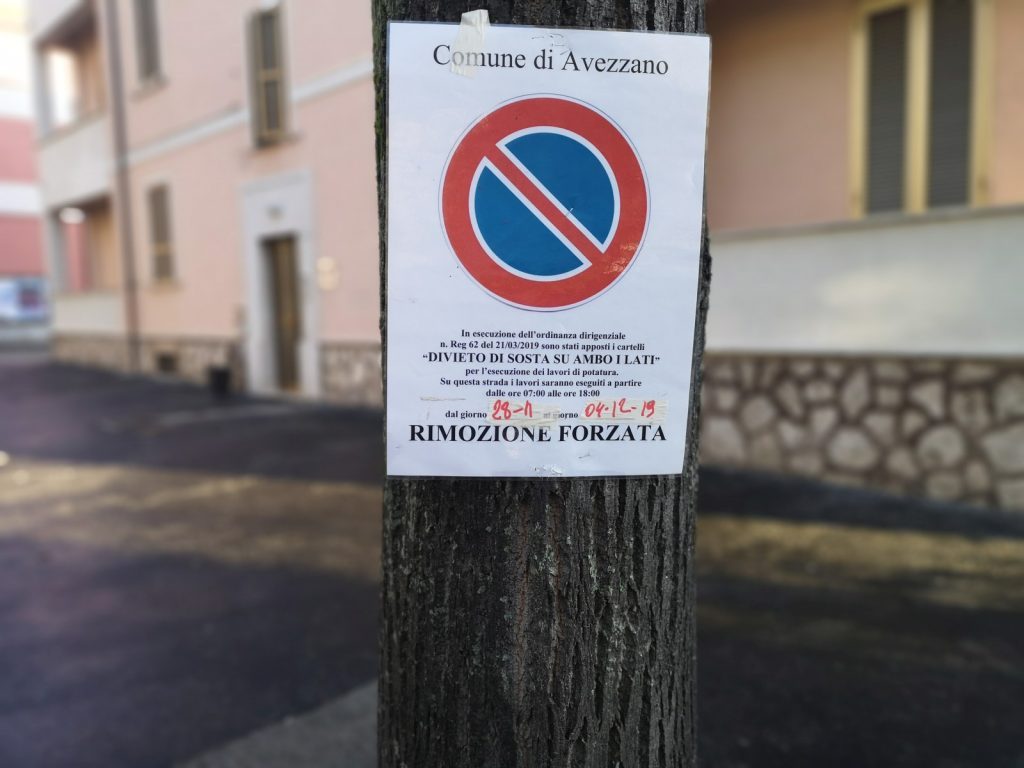 Comune di Avezzano
In esecuzione dell'ordinanza dirigenziale
n. Reg 62 del 21/03/2019 sono stati apposti i cartelli
“DIVIETO DI SOSTA SU AMBO I LATI”
per l'esecuzione dei lavori di potatura.
Su questa strada i lavori saranno eseguiti a partire
dalle ore 07:00 alle ore 18:00
dal giorno 28-11 al giorno 04-12-19
RIMOZIONE FORZATA